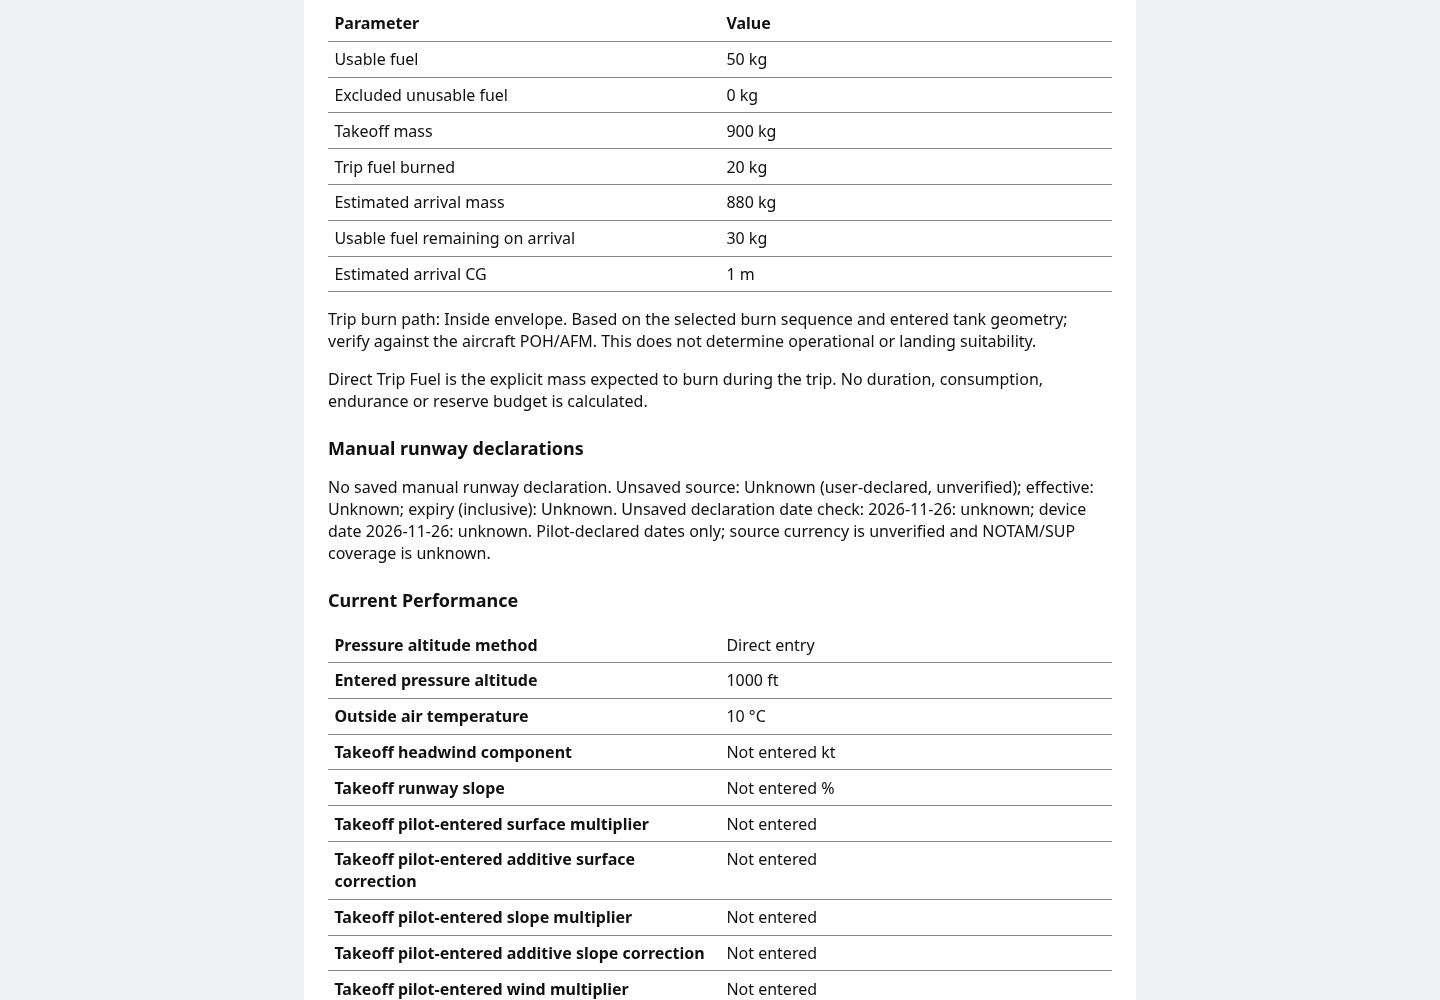 Parameter Value
Usable fuel 50 kg
Excluded unusable fuel 0 kg
Takeoff mass 900 kg
Trip fuel burned 20 kg
Estimated arrival mass 880 kg
Usable fuel remaining on arrival 30 kg
Estimated arrival CG 1 m
Trip burn path: Inside envelope. Based on the selected burn sequence and entered tank geometry;
verify against the aircraft POH/AFM. This does not determine operational or landing suitability.
Direct Trip Fuel is the explicit mass expected to burn during the trip. No duration, consumption,
endurance or reserve budget is calculated.
Manual runway declarations
No saved manual runway declaration. Unsaved source: Unknown (user-declared, unverified); effective:
Unknown; expiry (inclusive): Unknown. Unsaved declaration date check: 2026-11-26: unknown; device
date 2026-11-26: unknown. Pilot-declared dates only; source currency is unverified and NOTAM/SUP
coverage is unknown.
Current Performance
Pressure altitude method Direct entry
Entered pressure altitude 1000 ft
Outside air temperature 10 °C
Takeoff headwind component Not entered kt
Takeoff runway slope Not entered %
Takeoff pilot-entered surface multiplier Not entered
Takeoff pilot-entered additive surface Not entered
correction
Takeoff pilot-entered slope multiplier Not entered
Takeoff pilot-entered additive slope correction Not entered
Takeoff pilot-entered wind multiplier Not entered